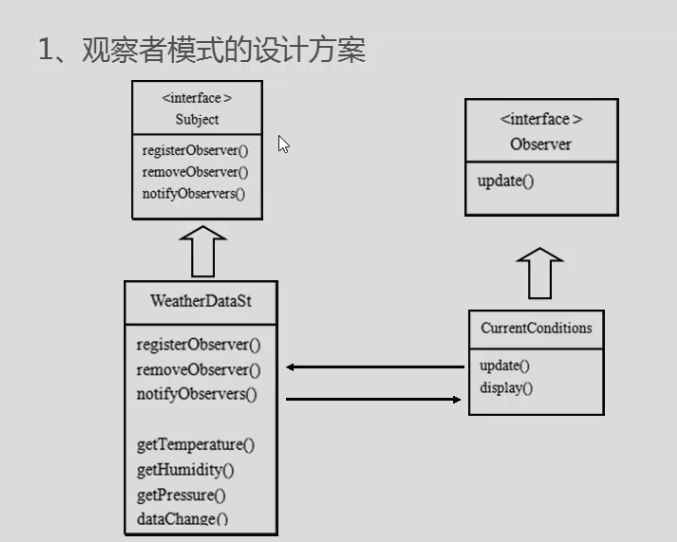 1、观察者模式的设计方案
<interface >
Subject
registerObserver()
removeObserver()
notifyObservers()
<interface >
Observer
update()
WeatherDataSt
registerObserver()
removeObserver()
notifyObservers()
getTemperature()
getHumidity()
getPressure()
dataChange()
CurrentConditions
update()
display()